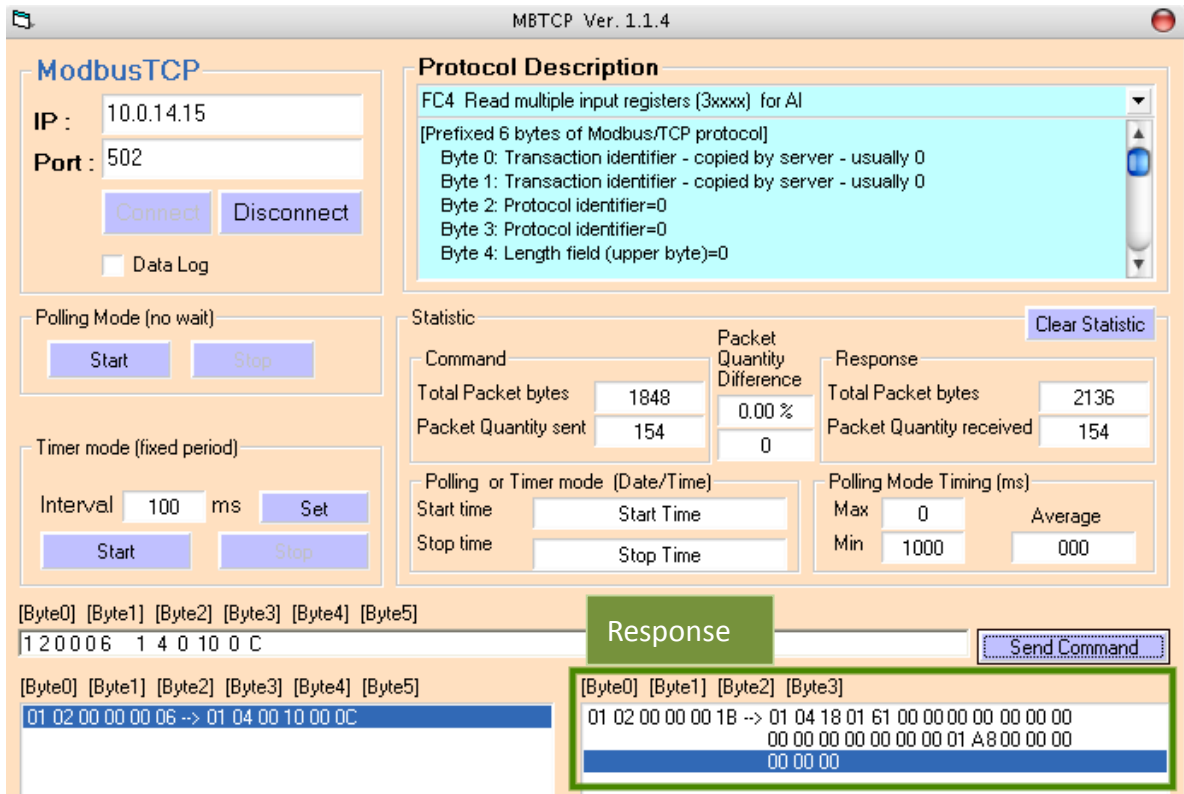 MBTCP Ver. 1.1.4
ModbusTCP
IP : 10.0.14.15
Port : 502
Connect Disconnect
Data Log
Protocol Description
FC4 Read multiple input registers (3xxxx) for AI
[Prefixed 6 bytes of Modbus/TCP protocol]
Byte 0: Transaction identifier - copied by server - usually 0
Byte 1: Transaction identifier - copied by server - usually 0
Byte 2: Protocol identifier=0
Byte 3: Protocol identifier=0
Byte 4: Length field (upper byte)=0
Polling Mode (no wait)
Start Stop
Timer mode (fixed period)
Interval 100 ms Set
Start Stop
Statistic
Clear Statistic
Command
Total Packet bytes 1848
Packet Quantity sent 154
Packet
Quantity
Difference
0.00 %
0
Response
Total Packet bytes 2136
Packet Quantity received 154
Polling or Timer mode (Date/Time)
Start time Start Time
Stop time Stop Time
Polling Mode Timing (ms)
Max 0
Min 1000
Average
000
[Byte0] [Byte1] [Byte2] [Byte3] [Byte4] [Byte5]
1 2 0 0 0 6 1 4 0 10 0 C
Response
Send Command
[Byte0] [Byte1] [Byte2] [Byte3] [Byte4] [Byte5]
01 02 00 00 00 06 --> 01 04 00 10 00 0C
[Byte0] [Byte1] [Byte2] [Byte3]
01 02 00 00 00 1B --> 01 04 18 01 61 00 00 00 00 00 00 00
00 00 00 00 00 00 00 01 A8 00 00 00
00 00 00